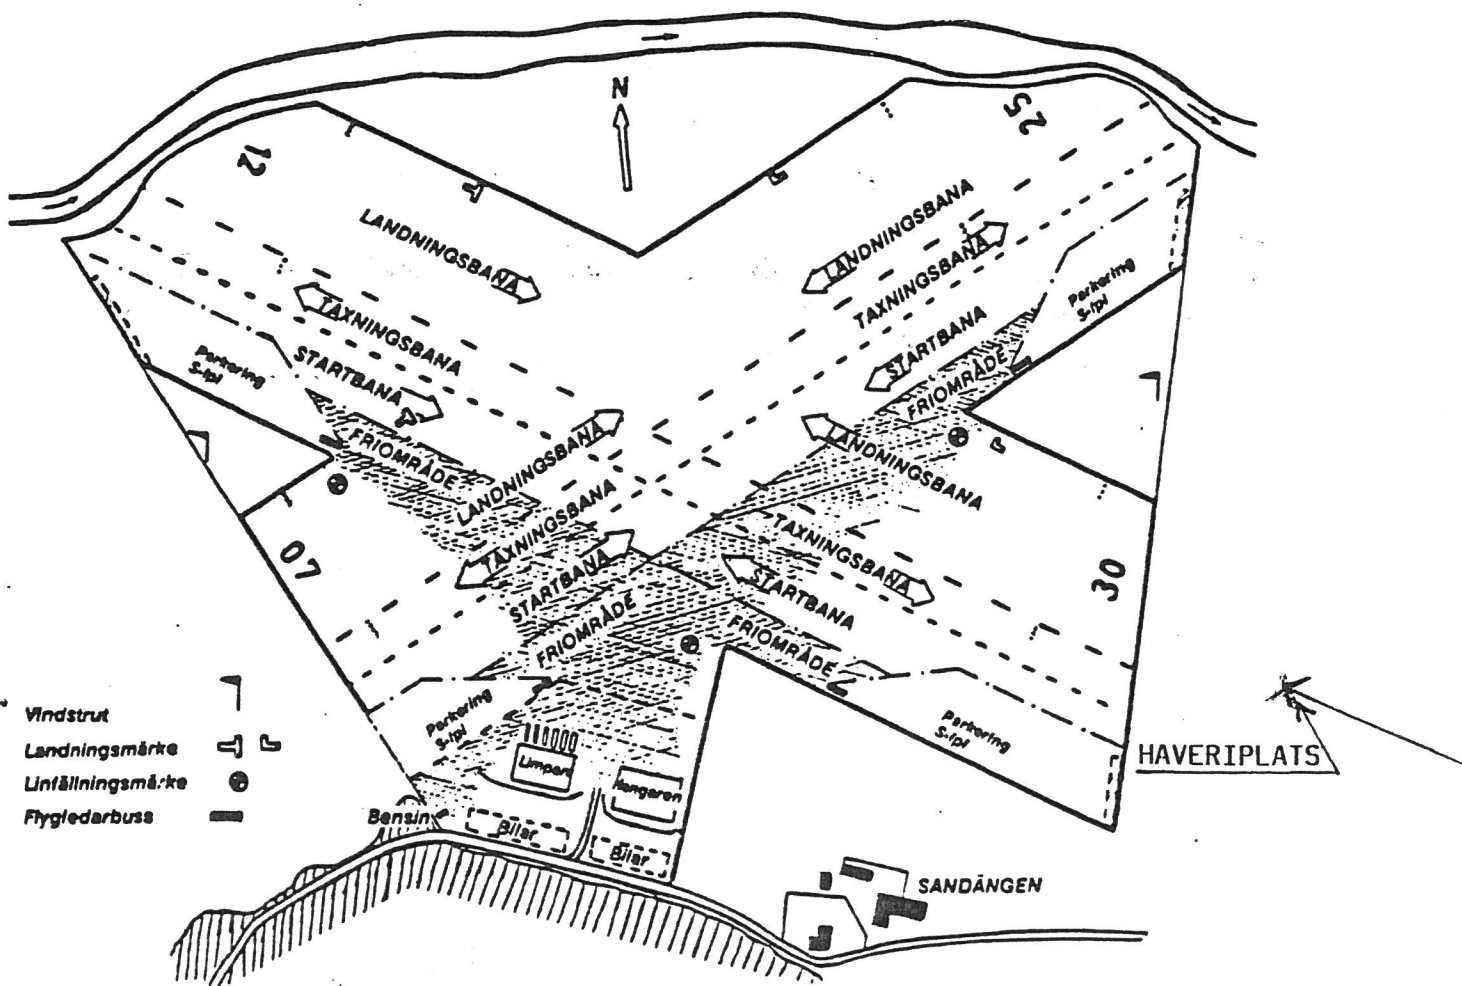 N
25
12
LANDNINGSBANA
LANDNINGSBANA
TAXNINGSBANA
Parkering
S-fpl
TAXNINGSBANA
STARTBANA
Parkering
S-fpl
STARTBANA
FRIOMRÅDE
FRIOMRÅDE
LANDNINGSBANA
LANDNINGSBANA
TAXNINGSBANA
TAXNINGSBANA
07
STARTBANA
STARTBANA
30
FRIOMRÅDE
FRIOMRÅDE
Parkering
S-fpl
Parkering
S-fpl
Vindstrut
Landningsmärke
Linfällningsmärke
Flygledarbuss
HAVERIPLATS
Limpan
Hangaren
Bensin
Bilar
Bilar
SANDÄNGEN